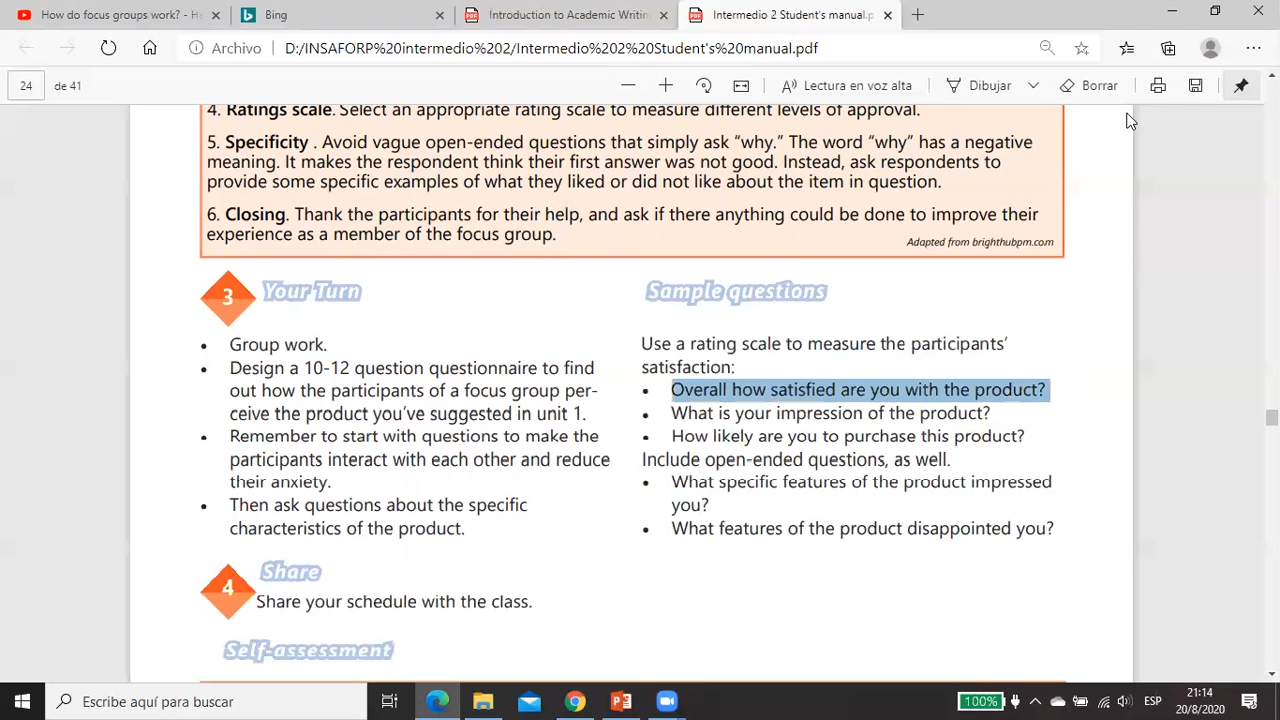 How do focus groups work? - He
Bing
Introduction to Academic Writin
Intermedio 2 Student's manual.p
Archivo
D:/INSAFORP%20intermedio%202/Intermedio%202%20Student's%20manual.pdf
24 de 41
Lectura en voz alta
Dibujar
Borrar
4. Ratings scale. Select an appropriate rating scale to measure different levels of approval.
5. Specificity . Avoid vague open-ended questions that simply ask “why.” The word “why” has a negative
meaning. It makes the respondent think their first answer was not good. Instead, ask respondents to
provide some specific examples of what they liked or did not like about the item in question.
6. Closing. Thank the participants for their help, and ask if there anything could be done to improve their
experience as a member of the focus group.
Adapted from brighthubpm.com
3 Your Turn
• Group work.
• Design a 10-12 question questionnaire to find
out how the participants of a focus group per-
ceive the product you’ve suggested in unit 1.
• Remember to start with questions to make the
participants interact with each other and reduce
their anxiety.
• Then ask questions about the specific
characteristics of the product.
Sample questions
Use a rating scale to measure the participants’
satisfaction:
• Overall how satisfied are you with the product?
• What is your impression of the product?
• How likely are you to purchase this product?
Include open-ended questions, as well.
• What specific features of the product impressed
you?
• What features of the product disappointed you?
4 Share
Share your schedule with the class.
Self-assessment
Escribe aquí para buscar
100%
ESP
21:14
20/8/2020